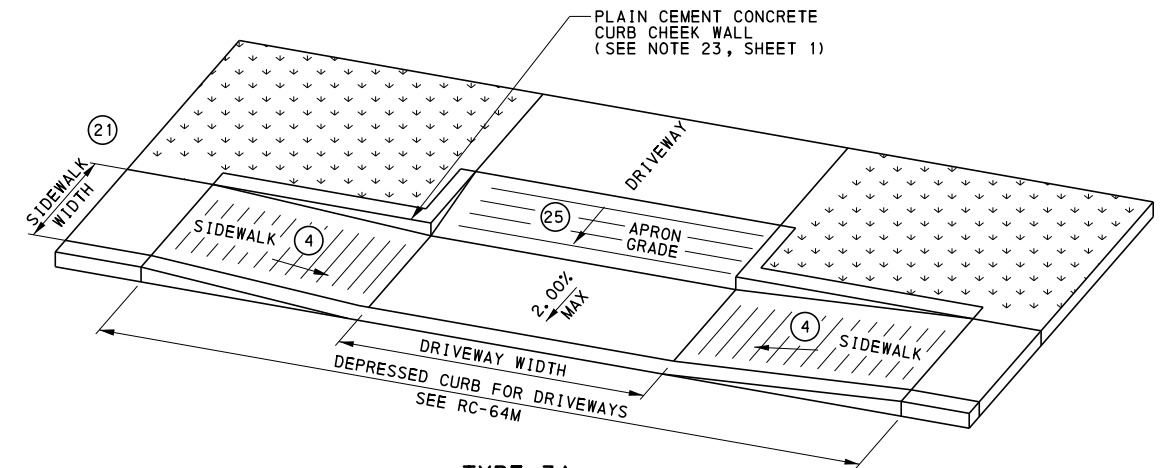 PLAIN CEMENT CONCRETE
CURB CHEEK WALL
(SEE NOTE 23, SHEET 1)
21
SIDEWALK
WIDTH
DRIVEWAY
SIDEWALK
4
25
APRON
GRADE
2.00%
MAX
4
SIDEWALK
DRIVEWAY WIDTH
DEPRESSED CURB FOR DRIVEWAYS
SEE RC-64M